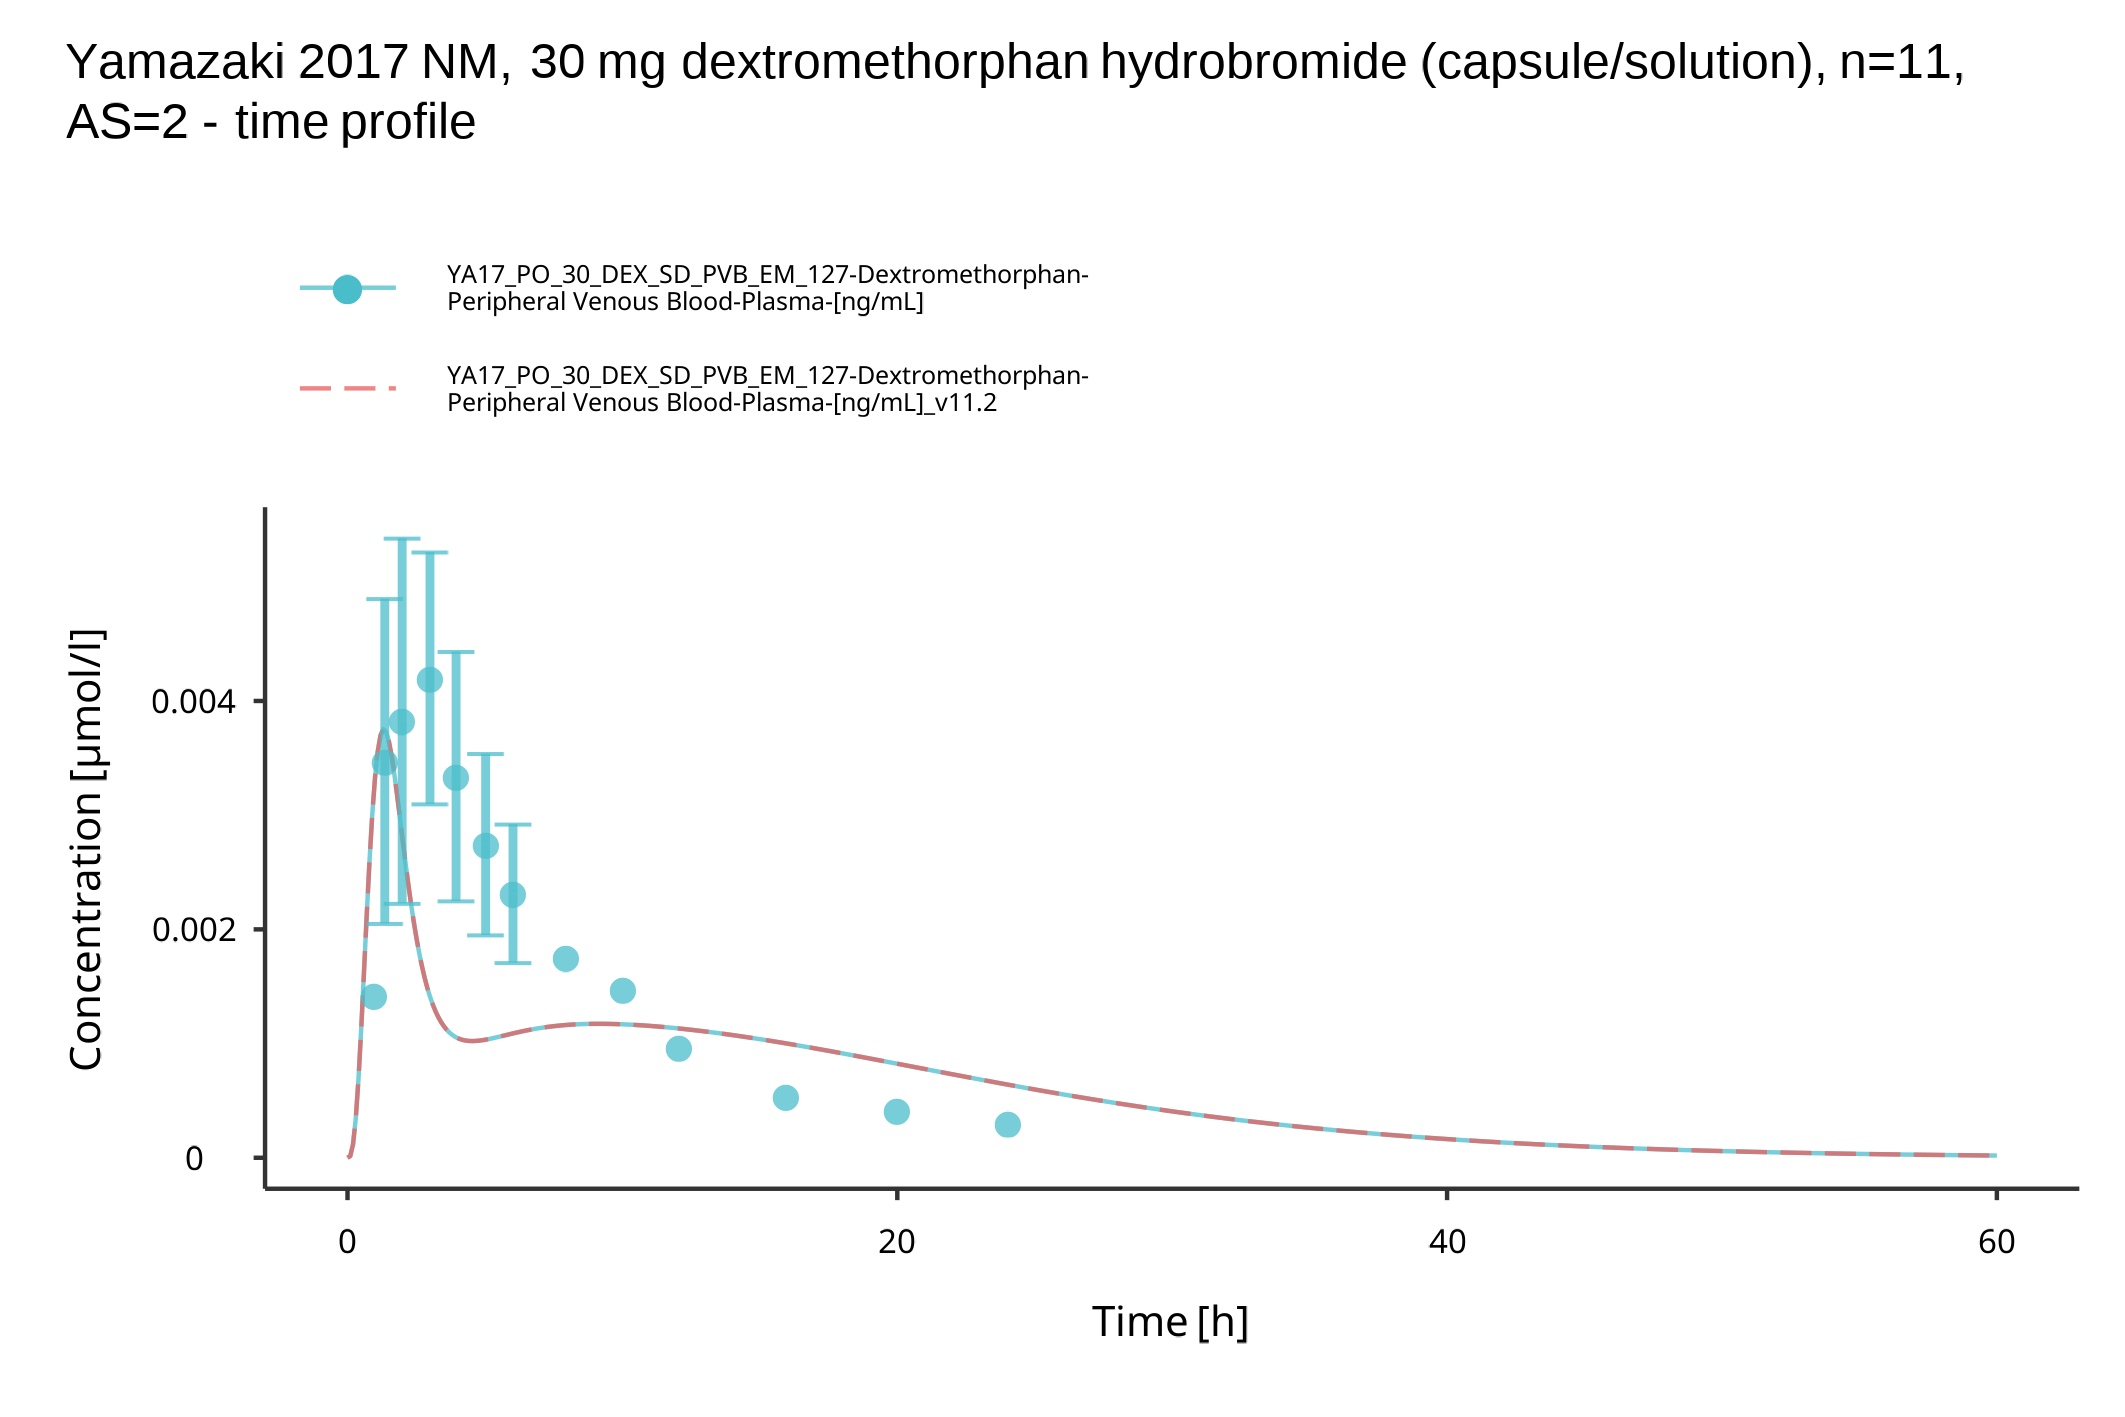 Yamazaki 2017 NM, 30 mg dextromethorphan hydrobromide (capsule/solution), n=11,
AS=2 - time profile
YA17_PO_30_DEX_SD_PVB_EM_127-Dextromethorphan-
Peripheral Venous Blood-Plasma-[ng/mL]
YA17_PO_30_DEX_SD_PVB_EM_127-Dextromethorphan-
Peripheral Venous Blood-Plasma-[ng/mL]_v11.2
Concentration [µmol/l]
0.004
0.002
0
0
20
40
60
Time [h]